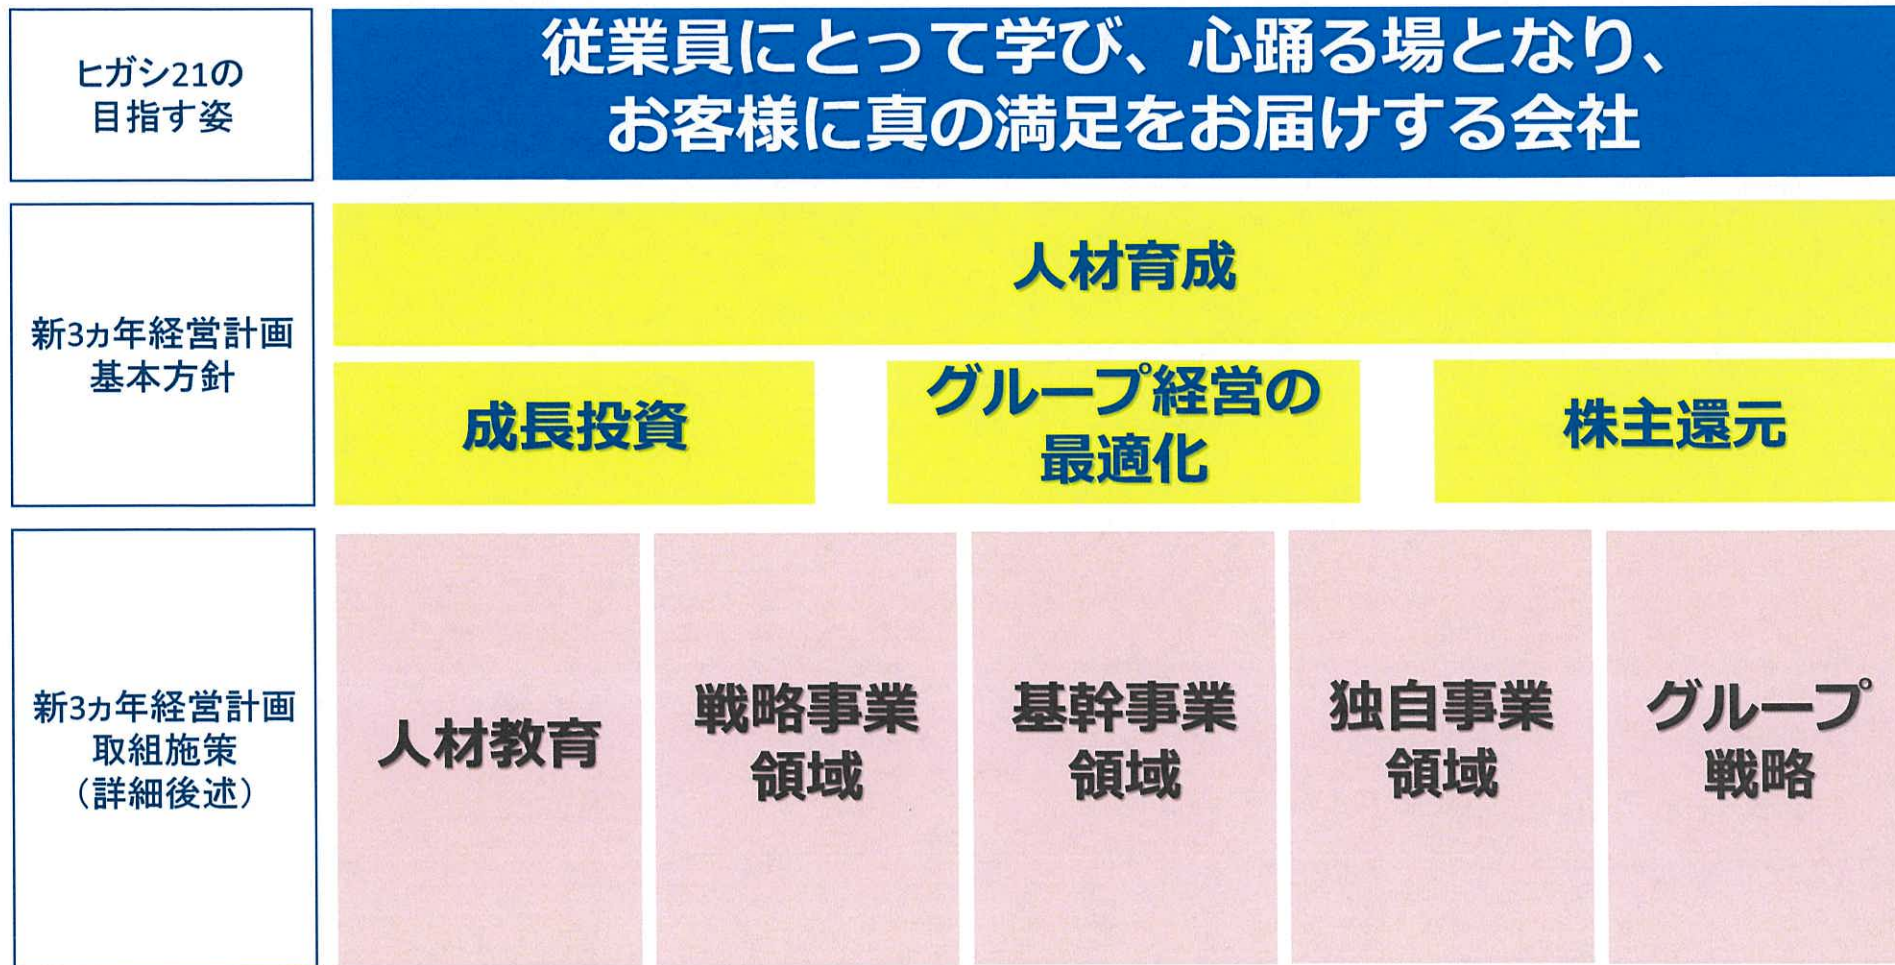 ヒガシ21の
目指す姿
従業員にとって学び、心踊る場となり、
お客様に真の満足をお届けする会社
新3ヵ年経営計画
基本方針
人材育成
成長投資
グループ経営の
最適化
株主還元
新3ヵ年経営計画
取組施策
（詳細後述）
人材教育
戦略事業
領域
基幹事業
領域
独自事業
領域
グループ
戦略